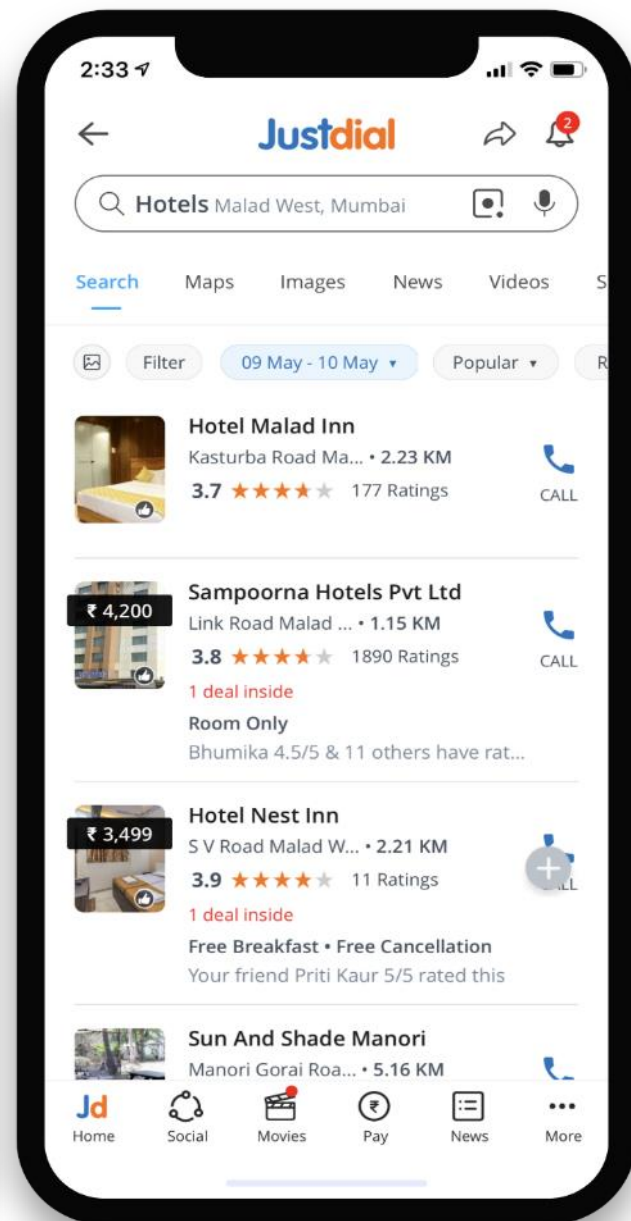 2:33
Justdial
2
Hotels Malad West, Mumbai
Search Maps Images News Videos S
Filter 09 May - 10 May Popular R
Hotel Malad Inn
Kasturba Road Ma... • 2.23 KM
3.7 177 Ratings
CALL
₹ 4,200
Sampoorna Hotels Pvt Ltd
Link Road Malad ... • 1.15 KM
3.8 1890 Ratings
CALL
1 deal inside
Room Only
Bhumika 4.5/5 & 11 others have rat...
₹ 3,499
Hotel Nest Inn
S V Road Malad W... • 2.21 KM
3.9 11 Ratings
1 deal inside
Free Breakfast • Free Cancellation
Your friend Priti Kaur 5/5 rated this
Sun And Shade Manori
Manori Gorai Roa... • 5.16 KM
Jd
Home Social Movies Pay News More